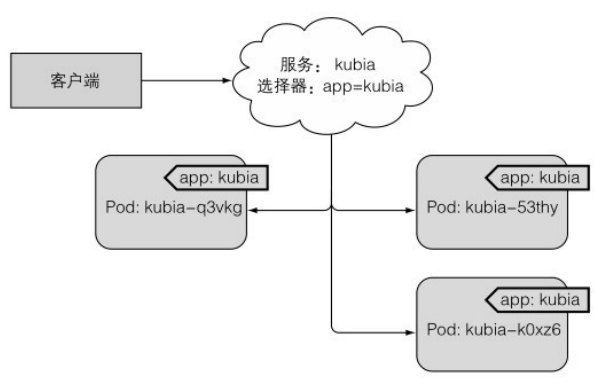 客户端
服务： kubia
选择器：app=kubia
app: kubia
Pod: kubia-q3vkg
app: kubia
Pod: kubia-53thy
app: kubia
Pod: kubia-k0xz6